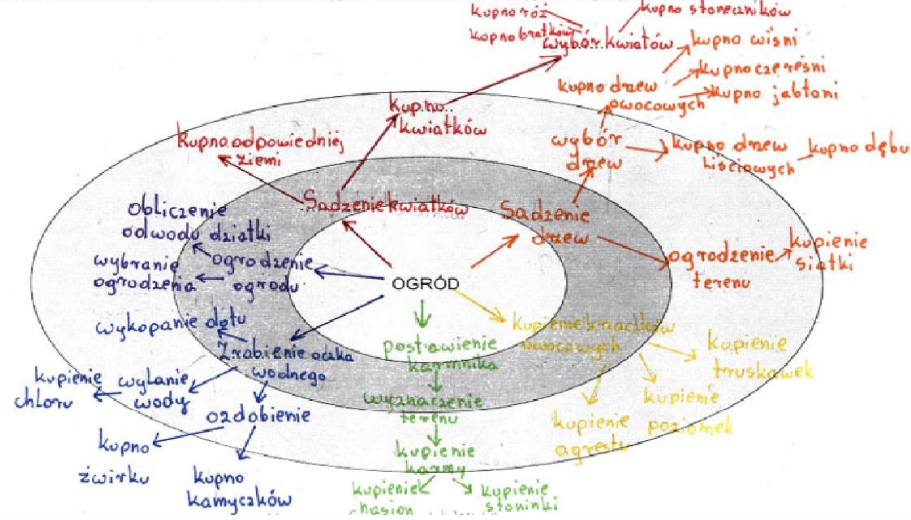 kupno róż
kupno bratków
kupno słoneczników
wybór kwiatów
kupno wiśni
kupno czereśni
kupno jabłoni
kupno drzew
owocowych
kupno
kwiatków
kupno odpowiedniej
ziemi
wybór
drzew
kupno drzew
liściowych
kupno dębu
Sadzenie kwiatków
Sadzenie
drzew
obliczenie
odwodu działki
ogrodzenie
ogrodu
wybranie
ogrodzenia
ogrodzenie
terenu
kupienie
siatki
OGRÓD
wykopanie dołu
Zrobienie oczka
wodnego
kupienie
chloru
wylanie
wody
ozdobienie
kupno
żwirku
kupno
kamyczków
postawienie
karmnika
wyznaczenie
terenu
kupienie
karmy
kupienie
nasion
kupienie
słoninki
kupienie krzaczków
owocowych
kupienie
truskawek
kupienie
poziomek
kupienie
agrestu